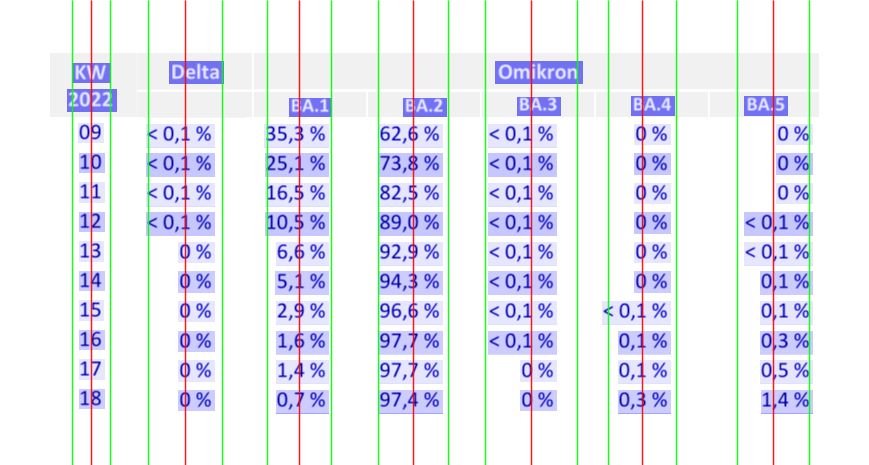 KW Delta Omikron
2022 BA.1 BA.2 BA.3 BA.4 BA.5
09 < 0,1 % 35,3 % 62,6 % < 0,1 % 0 % 0 %
10 < 0,1 % 25,1 % 73,8 % < 0,1 % 0 % 0 %
11 < 0,1 % 16,5 % 82,5 % < 0,1 % 0 % 0 %
12 < 0,1 % 10,5 % 89,0 % < 0,1 % 0 % < 0,1 %
13 0 % 6,6 % 92,9 % < 0,1 % 0 % < 0,1 %
14 0 % 5,1 % 94,3 % < 0,1 % 0 % 0,1 %
15 0 % 2,9 % 96,6 % < 0,1 % < 0,1 % 0,1 %
16 0 % 1,6 % 97,7 % < 0,1 % 0,1 % 0,3 %
17 0 % 1,4 % 97,7 % 0 % 0,1 % 0,5 %
18 0 % 0,7 % 97,4 % 0 % 0,3 % 1,4 %